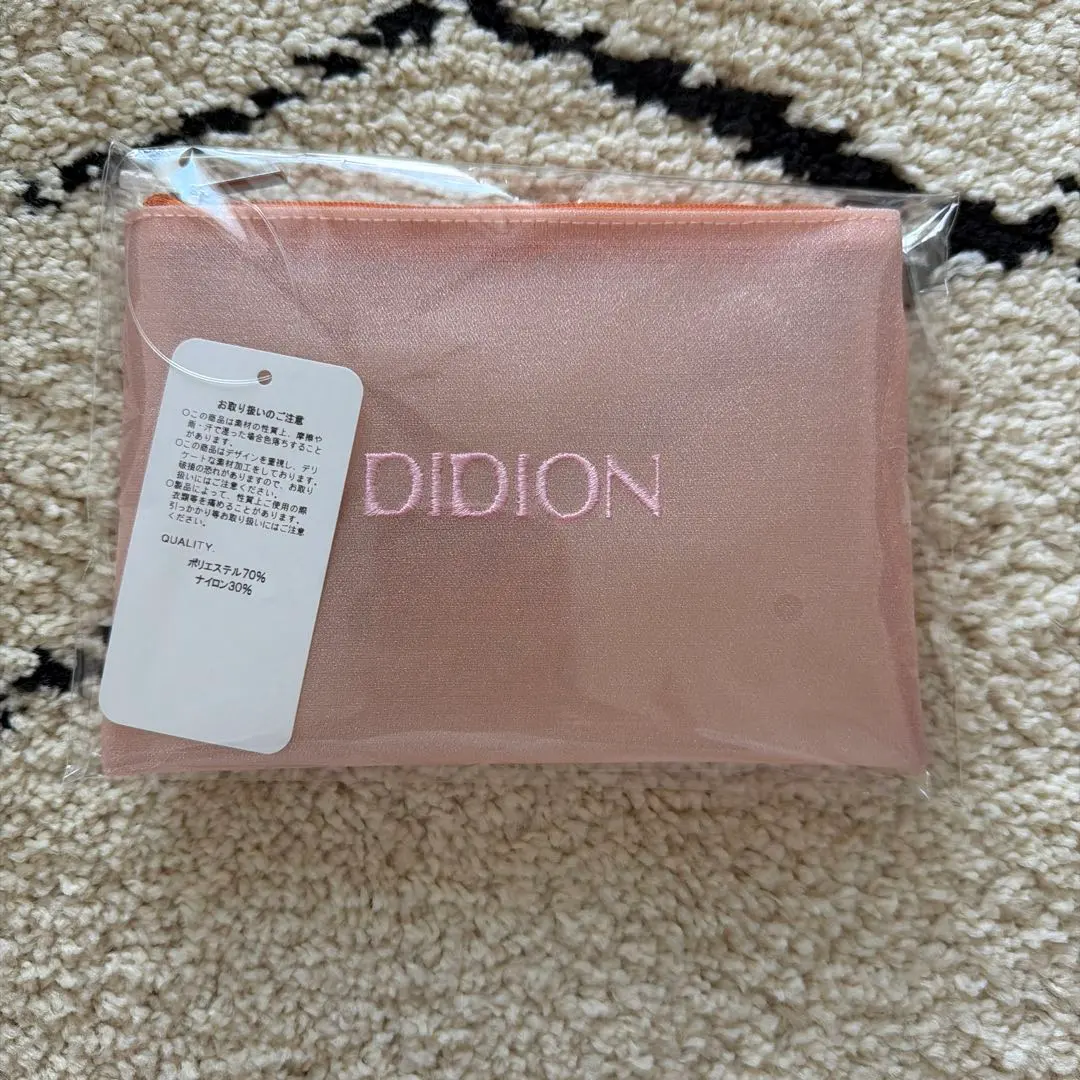 お取り扱いのご注意
○この商品は素材の性質上、摩擦や
雨・汗で湿った場合色落ちすること
があります。
○この商品はデザインを重視し、デリ
ケートな素材加工をしております。
破損の恐れがありますので、お取り
扱いにはご注意ください。
○製品によって、性質上ご使用の際
衣類等を痛めることがあります。
引っかかり等お取り扱いにはご注意
ください。
QUALITY.
ポリエステル70%
ナイロン30%
DIDION